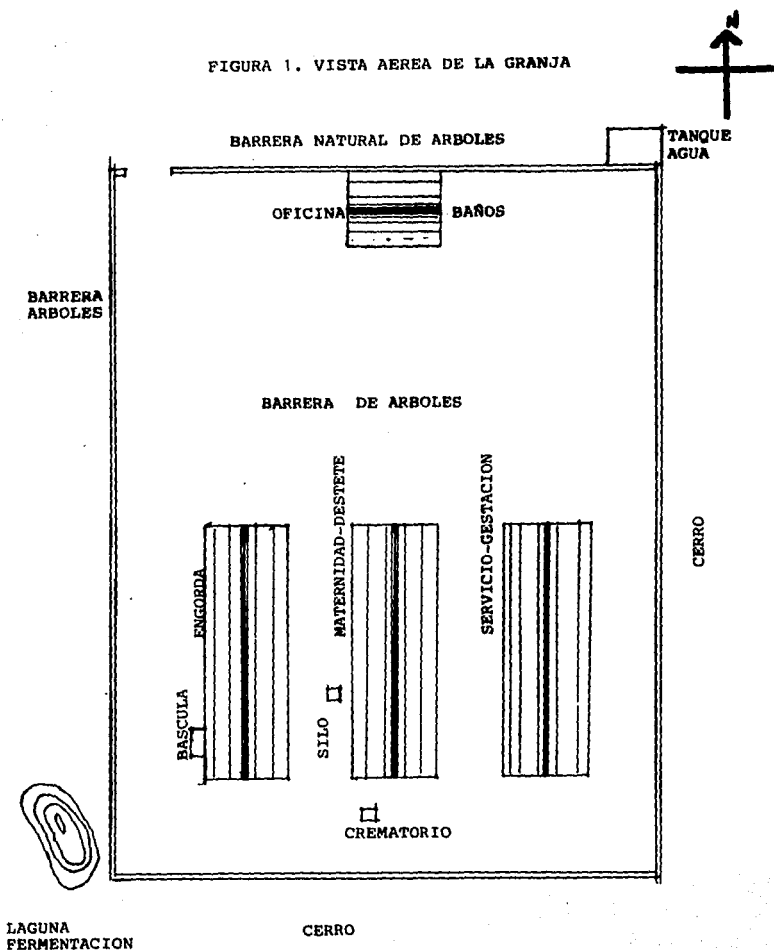 N
FIGURA 1. VISTA AEREA DE LA GRANJA
BARRERA NATURAL DE ARBOLES
TANQUE
AGUA
OFICINA
BAÑOS
BARRERA
ARBOLES
BARRERA DE ARBOLES
ENGORDA
MATERNIDAD-DESTETE
SERVICIO-GESTACION
CERRO
BASCULA
SILO
CREMATORIO
LAGUNA
FERMENTACION
CERRO